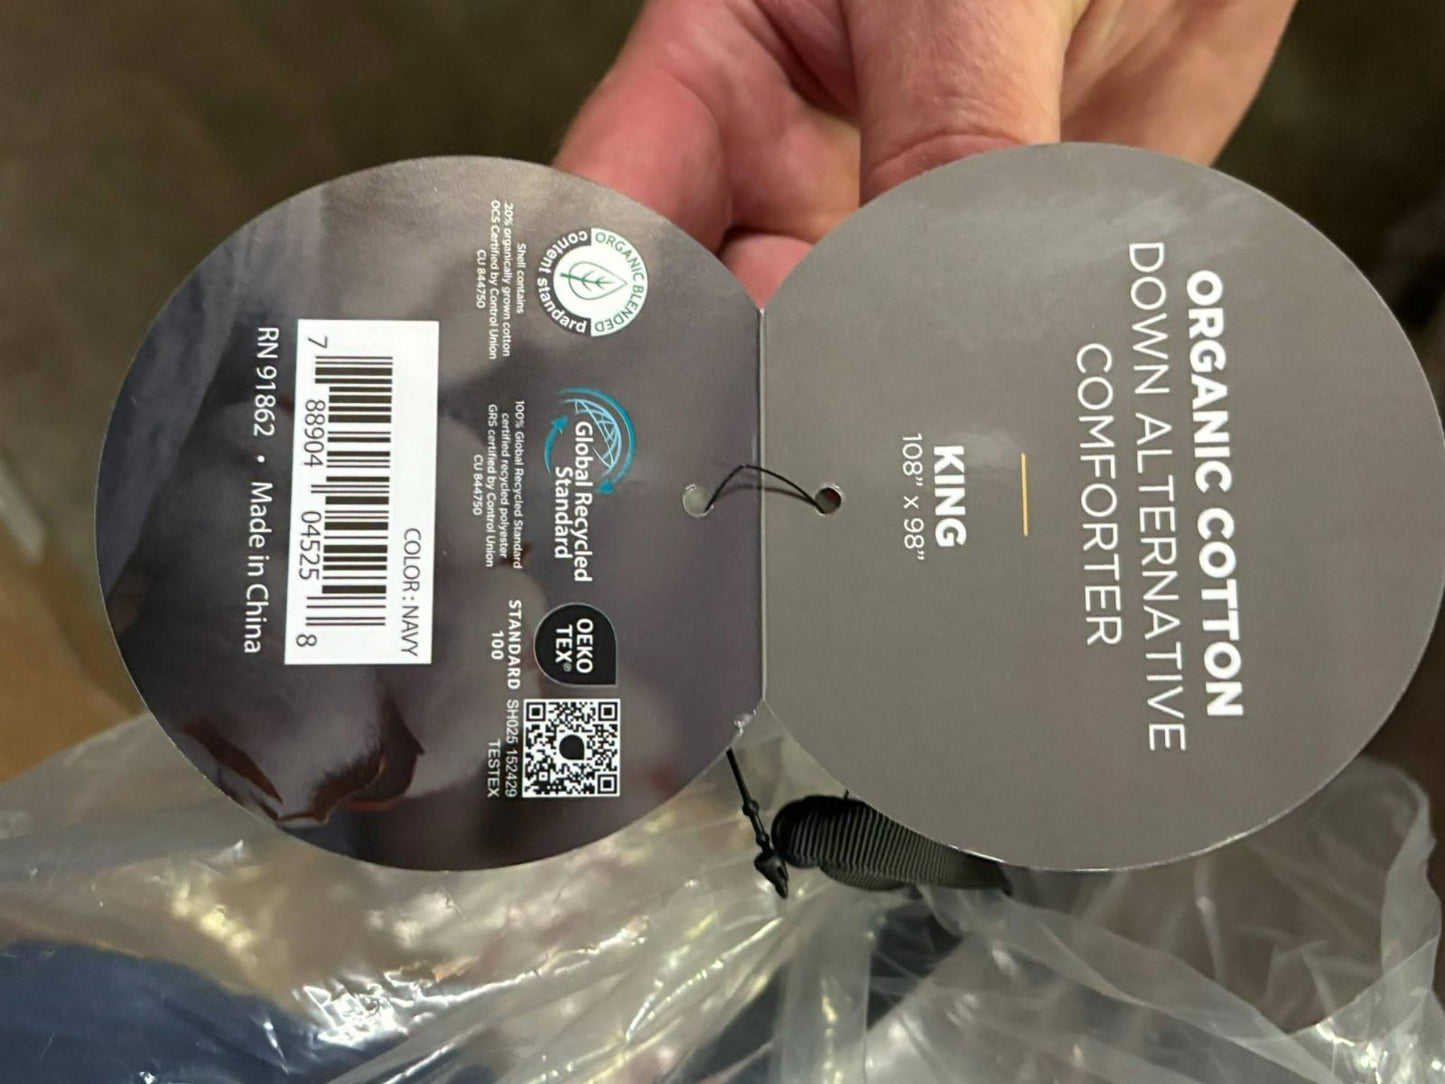 ORGANIC COTTON
DOWN ALTERNATIVE
COMFORTER
KING
108" x 98"
ORGANIC BLENDED
content standard
Shell contains
20% organically grown cotton
OCS Certified by Control Union
CU 844750
Global Recycled
Standard
100% Global Recycled Standard
certified recycled polyester
GRS certified by Control Union
CU 844750
OEKO
TEX®
STANDARD
100
SH025 152429
TESTEX
COLOR: NAVY
7 88904 04525 8
RN 91862 • Made in China